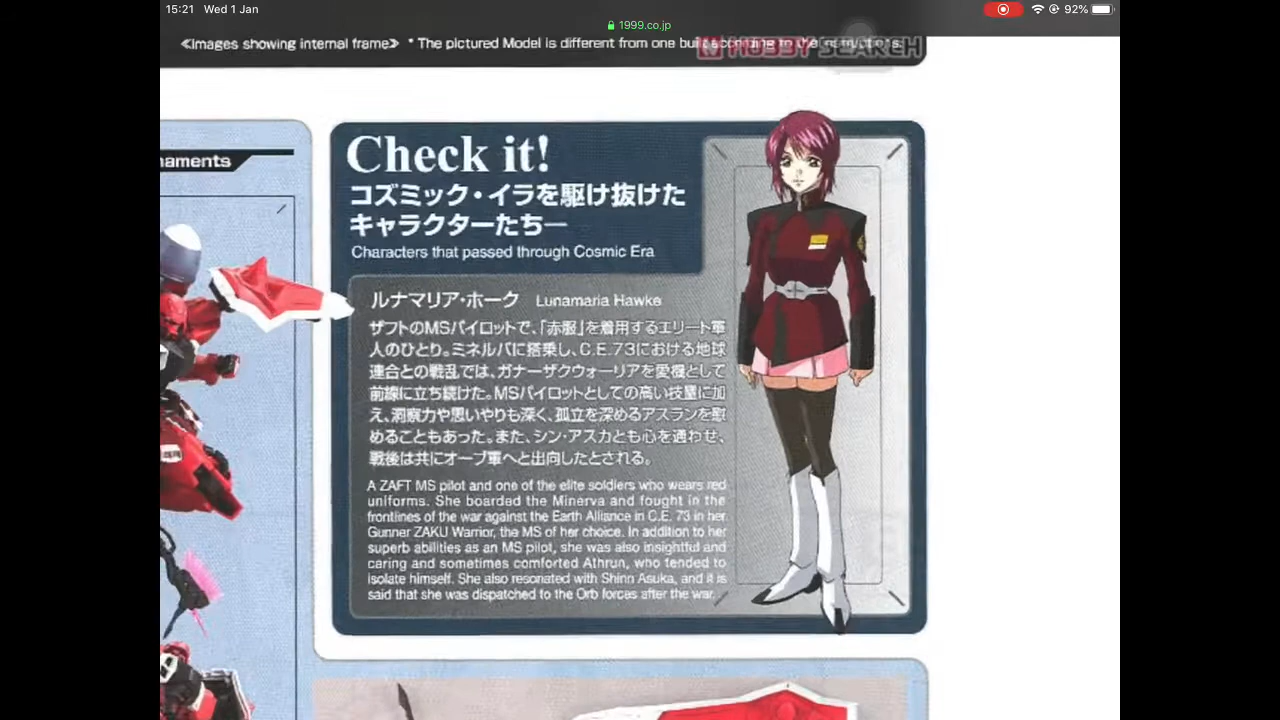 15:21 Wed 1 Jan
92%
1999.co.jp
≪Images showing internal frame≫ * The pictured Model is different from one built according to the instructions.
HOBBY SEARCH
naments
Check it!
コズミック・イラを駆け抜けた
キャラクターたち―
Characters that passed through Cosmic Era
ルナマリア・ホーク Lunamaria Hawke
ザフトのMSパイロットで、「赤服」を着用するエリート軍
人のひとり。ミネルバに搭乗し、C.E.73における地球
連合との戦乱では、ガナーザクウォーリアを愛機として
前線に立ち続けた。MSパイロットとしての高い技量に加
え、洞察力や思いやりも深く、孤立を深めるアスランを慰
めることもあった。また、シン・アスカとも心を通わせ、
戦後は共にオーブ軍へと出向したとされる。
A ZAFT MS pilot and one of the elite soldiers who wears red
uniforms. She boarded the Minerva and fought in the
frontlines of the war against the Earth Alliance in C.E. 73 in her
Gunner ZAKU Warrior, the MS of her choice. In addition to her
superb abilities as an MS pilot, she was also insightful and
caring and sometimes comforted Athrun, who tended to
isolate himself. She also resonated with Shinn Asuka, and it is
said that she was dispatched to the Orb forces after the war.